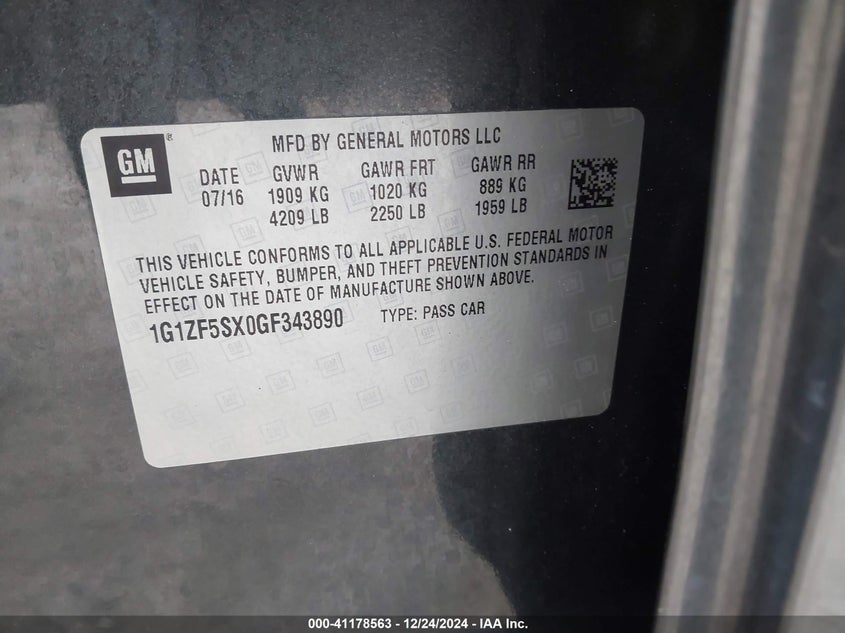 GM ®
MFD BY GENERAL MOTORS LLC
DATE GVWR GAWR FRT GAWR RR
07/16 1909 KG 1020 KG 889 KG
4209 LB 2250 LB 1959 LB
THIS VEHICLE CONFORMS TO ALL APPLICABLE U.S. FEDERAL MOTOR
VEHICLE SAFETY, BUMPER, AND THEFT PREVENTION STANDARDS IN
EFFECT ON THE DATE OF MANUFACTURE SHOWN ABOVE.
1G1ZF5SX0GF343890 TYPE: PASS CAR
000-41178563 - 12/24/2024 - IAAI Inc.